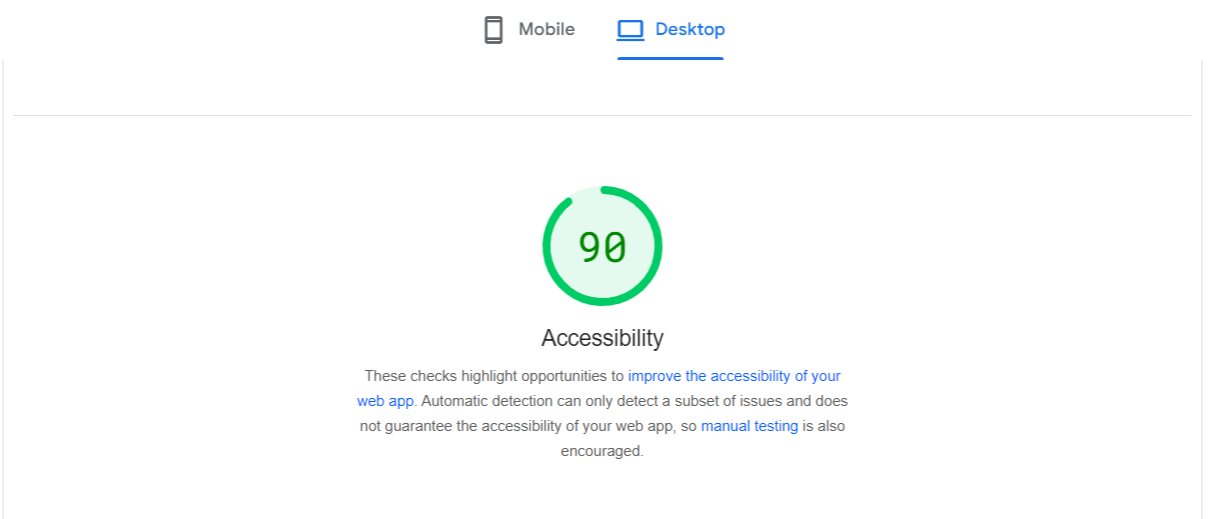 Mobile Desktop
90
Accessibility
These checks highlight opportunities to improve the accessibility of your
web app. Automatic detection can only detect a subset of issues and does
not guarantee the accessibility of your web app, so manual testing is also
encouraged.